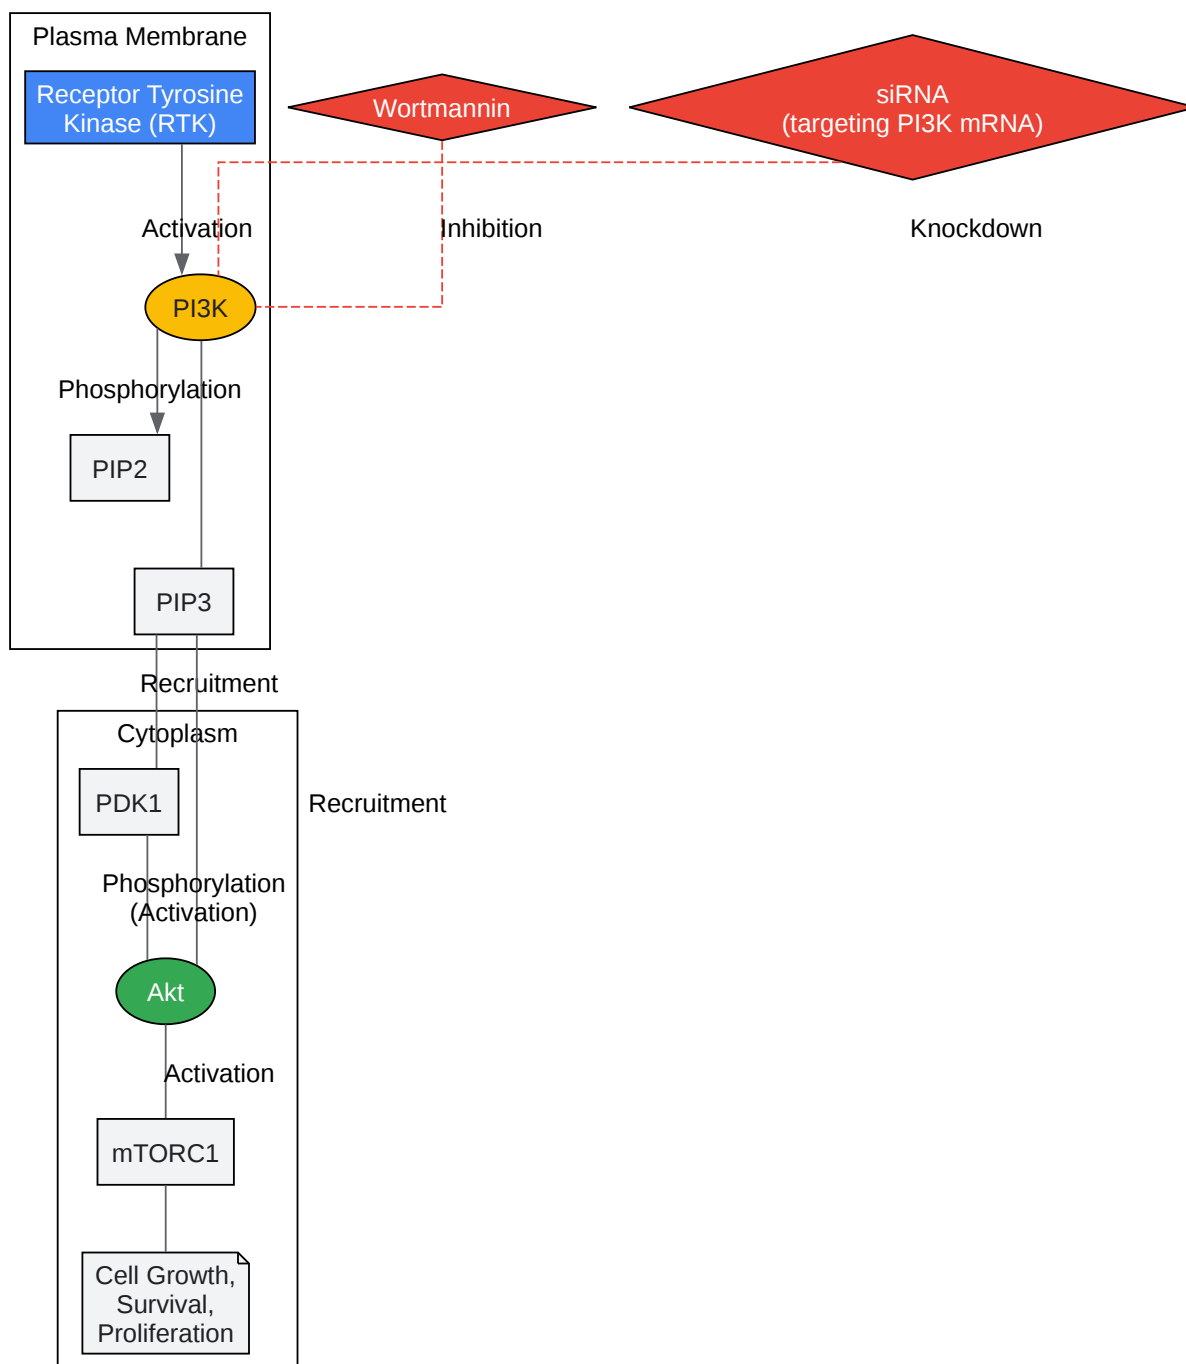 Plasma Membrane
Receptor Tyrosine
Kinase (RTK)
Wortmannin
siRNA
(targeting PI3K mRNA)
Activation
Inhibition
Knockdown
PI3K
Phosphorylation
PIP2
PIP3
Recruitment
Cytoplasm
PDK1
Recruitment
Phosphorylation
(Activation)
Akt
Activation
mTORC1
Cell Growth,
Survival,
Proliferation